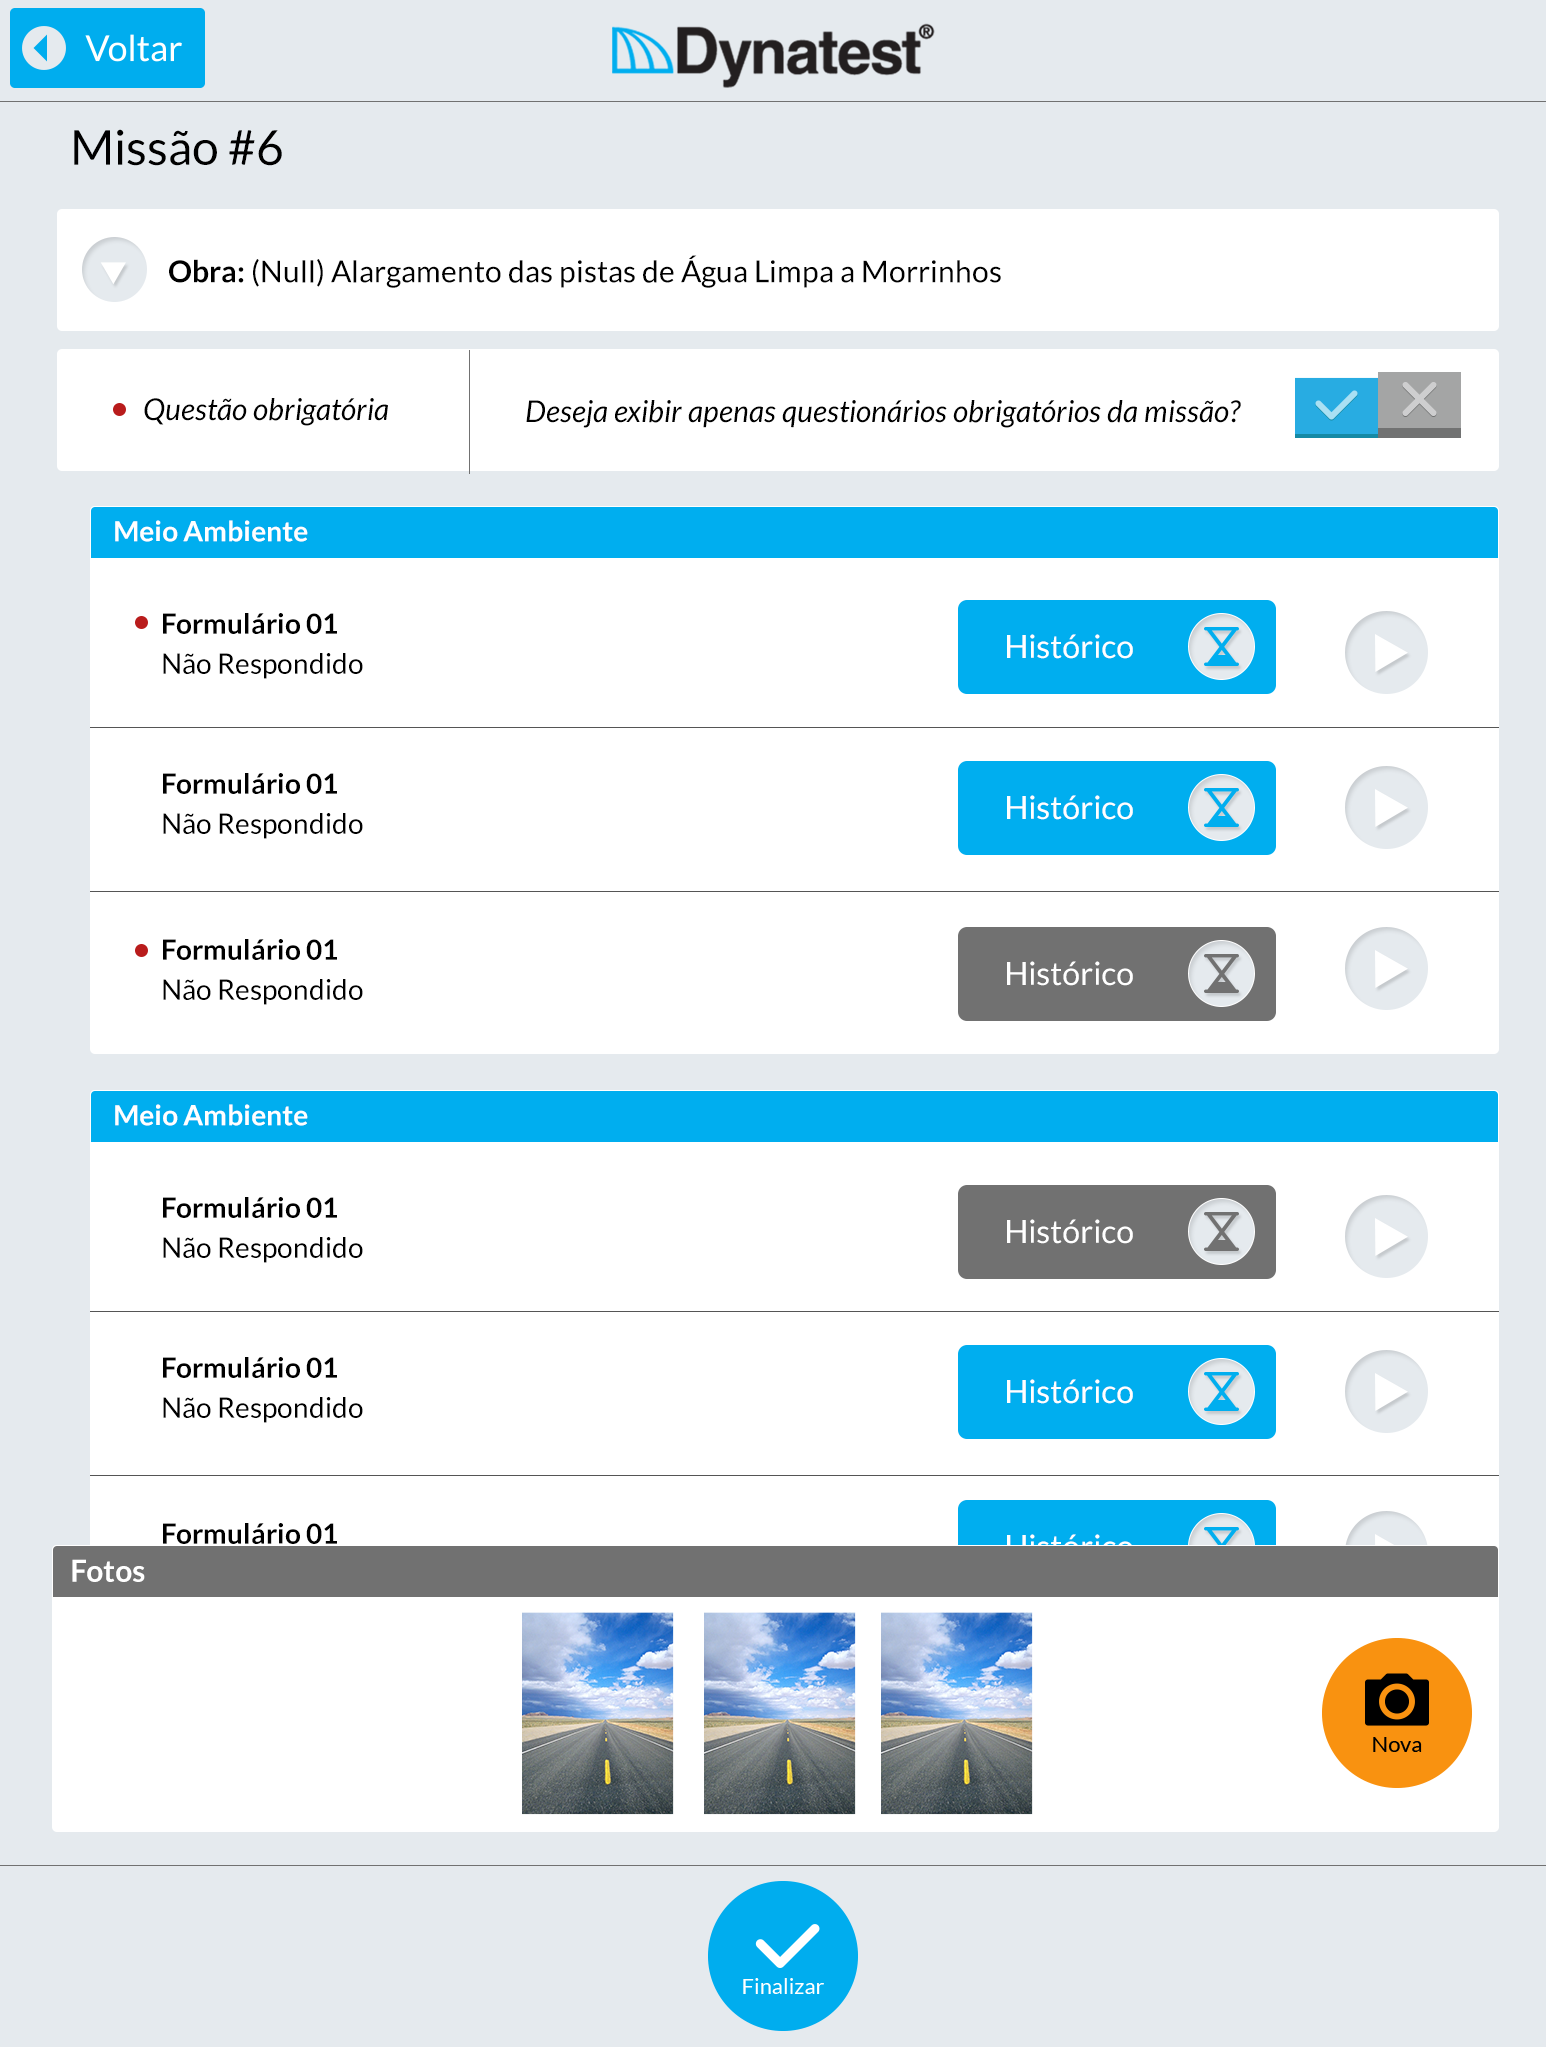 Voltar
Dynatest®
Missão #6
Obra: (Null) Alargamento das pistas de Água Limpa a Morrinhos
Questão obrigatória
Deseja exibir apenas questionários obrigatórios da missão?
Meio Ambiente
Formulário 01
Não Respondido
Histórico
Formulário 01
Não Respondido
Histórico
Formulário 01
Não Respondido
Histórico
Meio Ambiente
Formulário 01
Não Respondido
Histórico
Formulário 01
Não Respondido
Histórico
Formulário 01
Histórico
Fotos
Nova
Finalizar